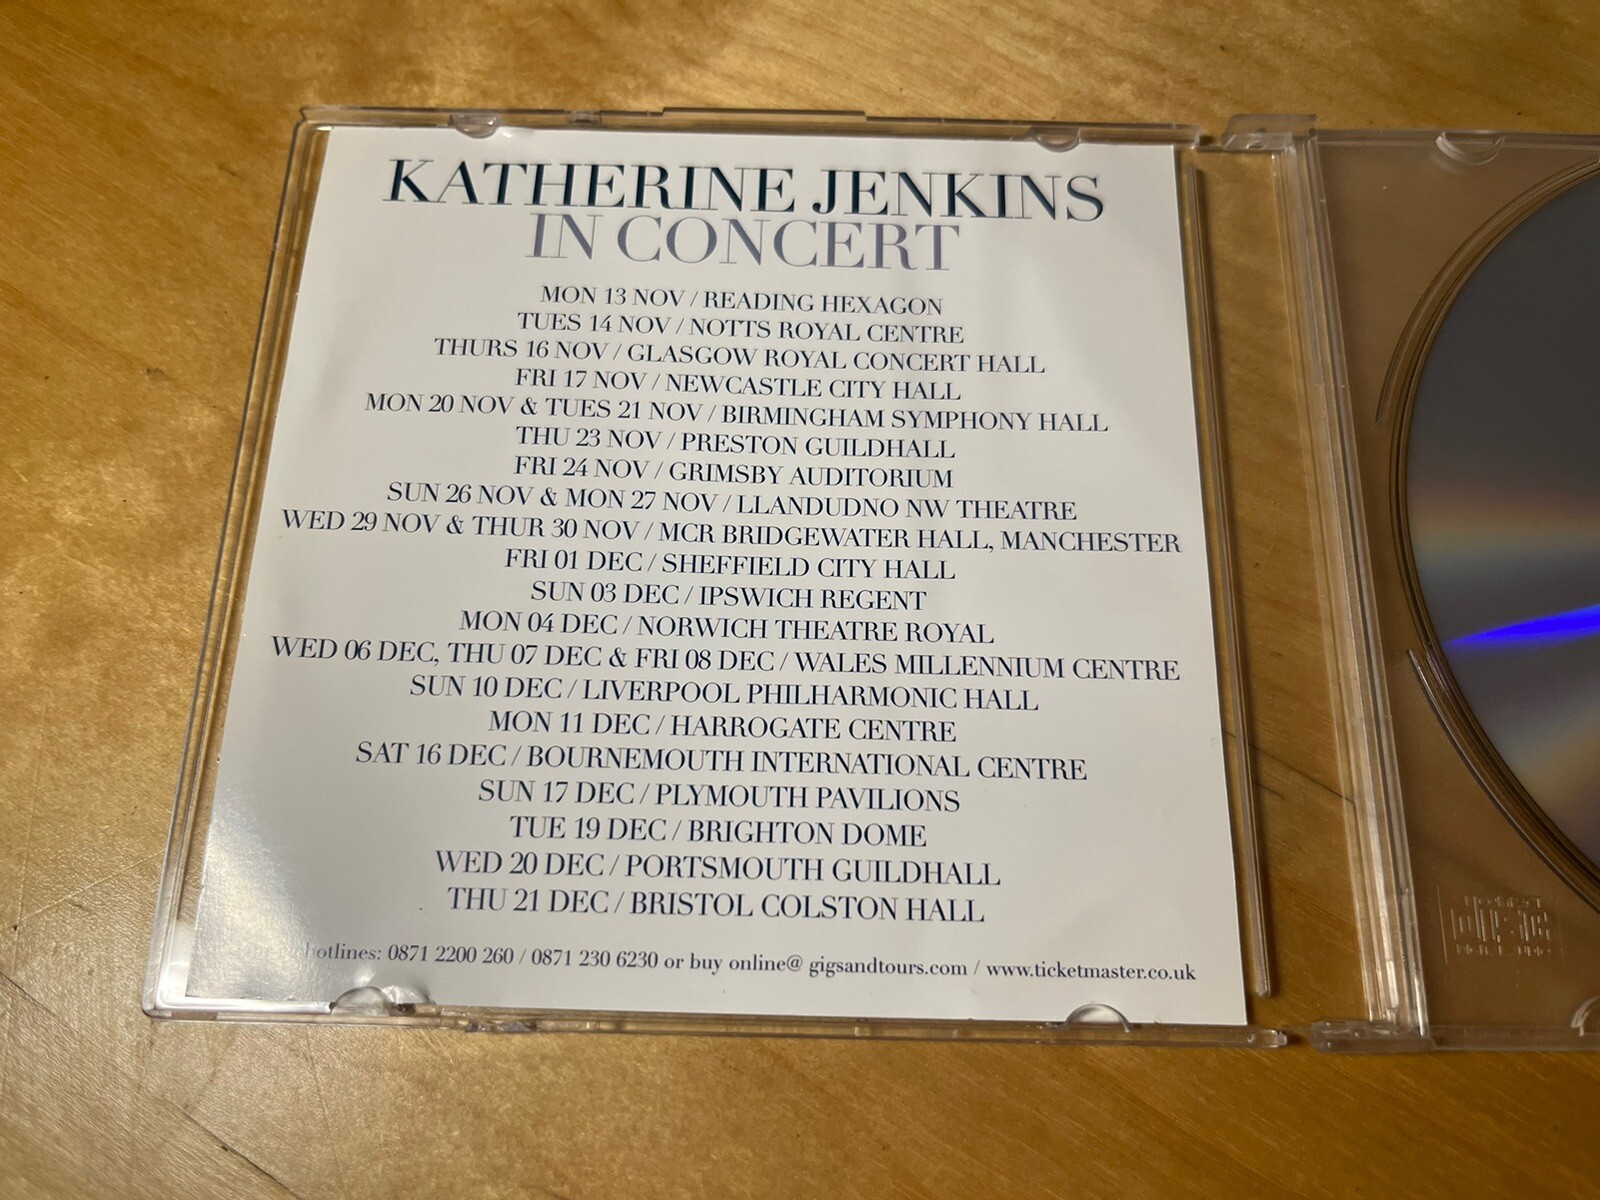 KATHERINE JENKINS
IN CONCERT
MON 13 NOV / READING HEXAGON
TUES 14 NOV / NOTTS ROYAL CENTRE
THURS 16 NOV / GLASGOW ROYAL CONCERT HALL
FRI 17 NOV / NEWCASTLE CITY HALL
MON 20 NOV & TUES 21 NOV / BIRMINGHAM SYMPHONY HALL
THU 23 NOV / PRESTON GUILDHALL
FRI 24 NOV / GRIMSBY AUDITORIUM
SUN 26 NOV & MON 27 NOV / LLANDUDNO NW THEATRE
WED 29 NOV & THUR 30 NOV / MCR BRIDGEWATER HALL, MANCHESTER
FRI 01 DEC / SHEFFIELD CITY HALL
SUN 03 DEC / IPSWICH REGENT
MON 04 DEC / NORWICH THEATRE ROYAL
WED 06 DEC, THU 07 DEC & FRI 08 DEC / WALES MILLENNIUM CENTRE
SUN 10 DEC / LIVERPOOL PHILHARMONIC HALL
MON 11 DEC / HARROGATE CENTRE
SAT 16 DEC / BOURNEMOUTH INTERNATIONAL CENTRE
SUN 17 DEC / PLYMOUTH PAVILIONS
TUE 19 DEC / BRIGHTON DOME
WED 20 DEC / PORTSMOUTH GUILDHALL
THU 21 DEC / BRISTOL COLSTON HALL
hotlines: 0871 2200 260 / 0871 230 6230 or buy online@ gigsandtours.com / www.ticketmaster.co.uk
COMPACT
disc
DIGITAL AUDIO